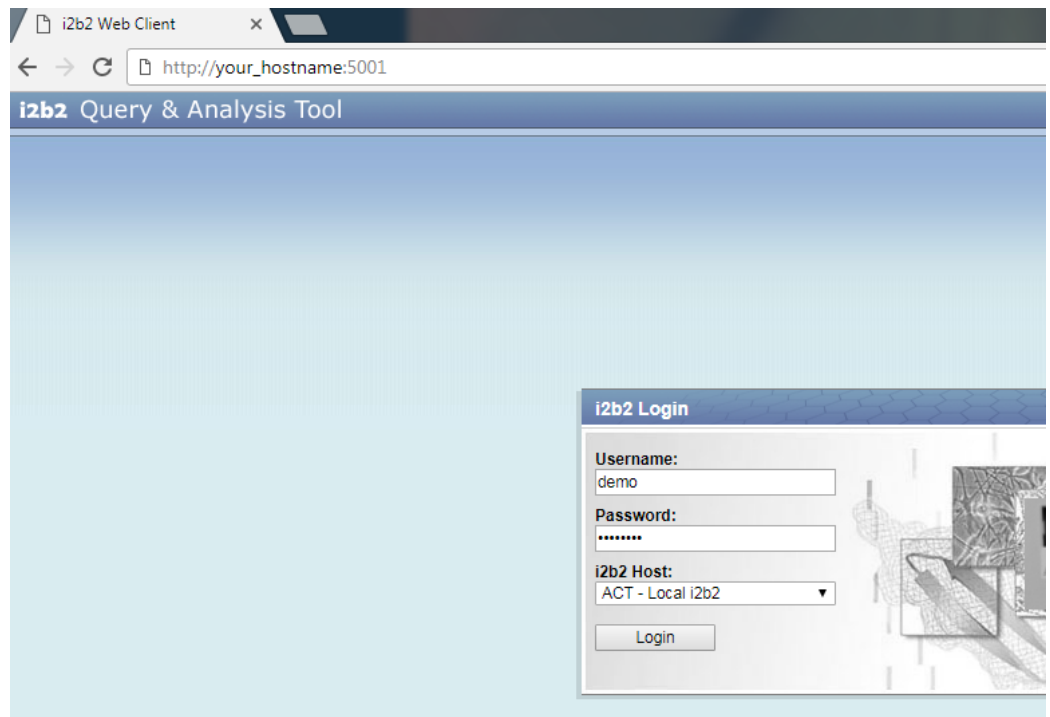 i2b2 Web Client
http://your_hostname:5001
i2b2 Query & Analysis Tool
i2b2 Login
Username:
demo
Password:
••••••••
i2b2 Host:
ACT - Local i2b2
Login